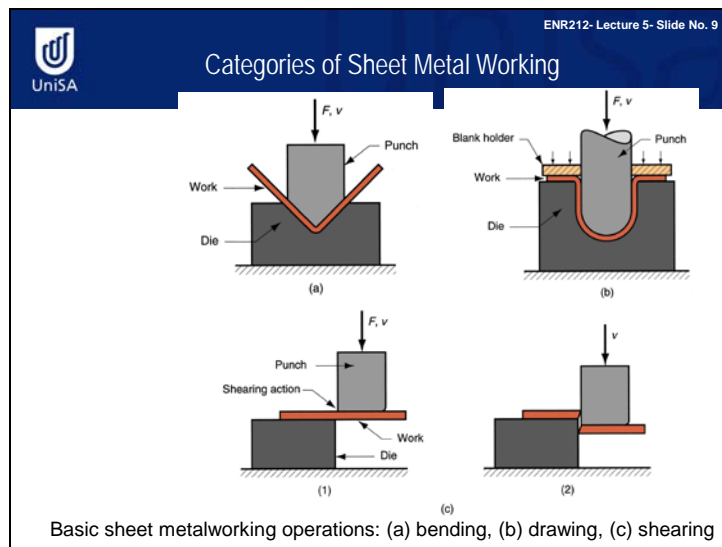 ENR212- Lecture 5- Slide No. 9
UniSA
Categories of Sheet Metal Working
F, v
Punch
Work
Die
(a)
F, v
Blank holder
Punch
Work
Die
(b)
F, v
Punch
Shearing action
Work
Die
(1)
v
(2)
(c)
Basic sheet metalworking operations: (a) bending, (b) drawing, (c) shearing